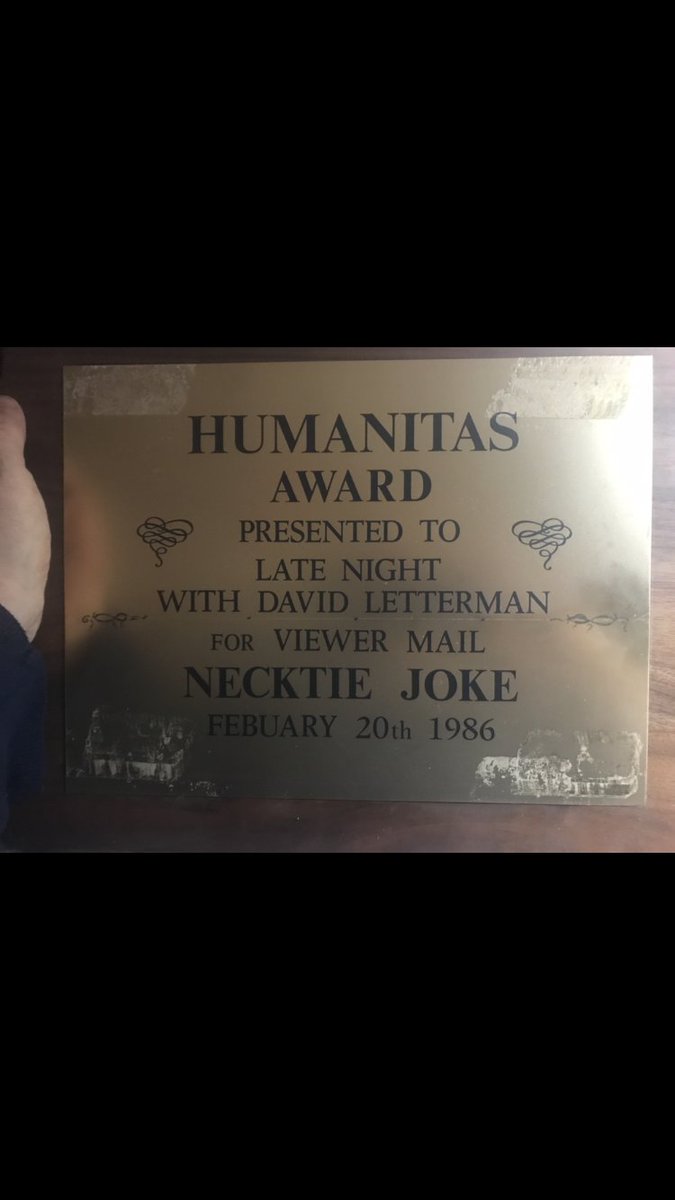 HUMANITAS
AWARD
PRESENTED TO
LATE NIGHT
WITH DAVID LETTERMAN
FOR VIEWER MAIL
NECKTIE JOKE
FEBUARY 20th 1986